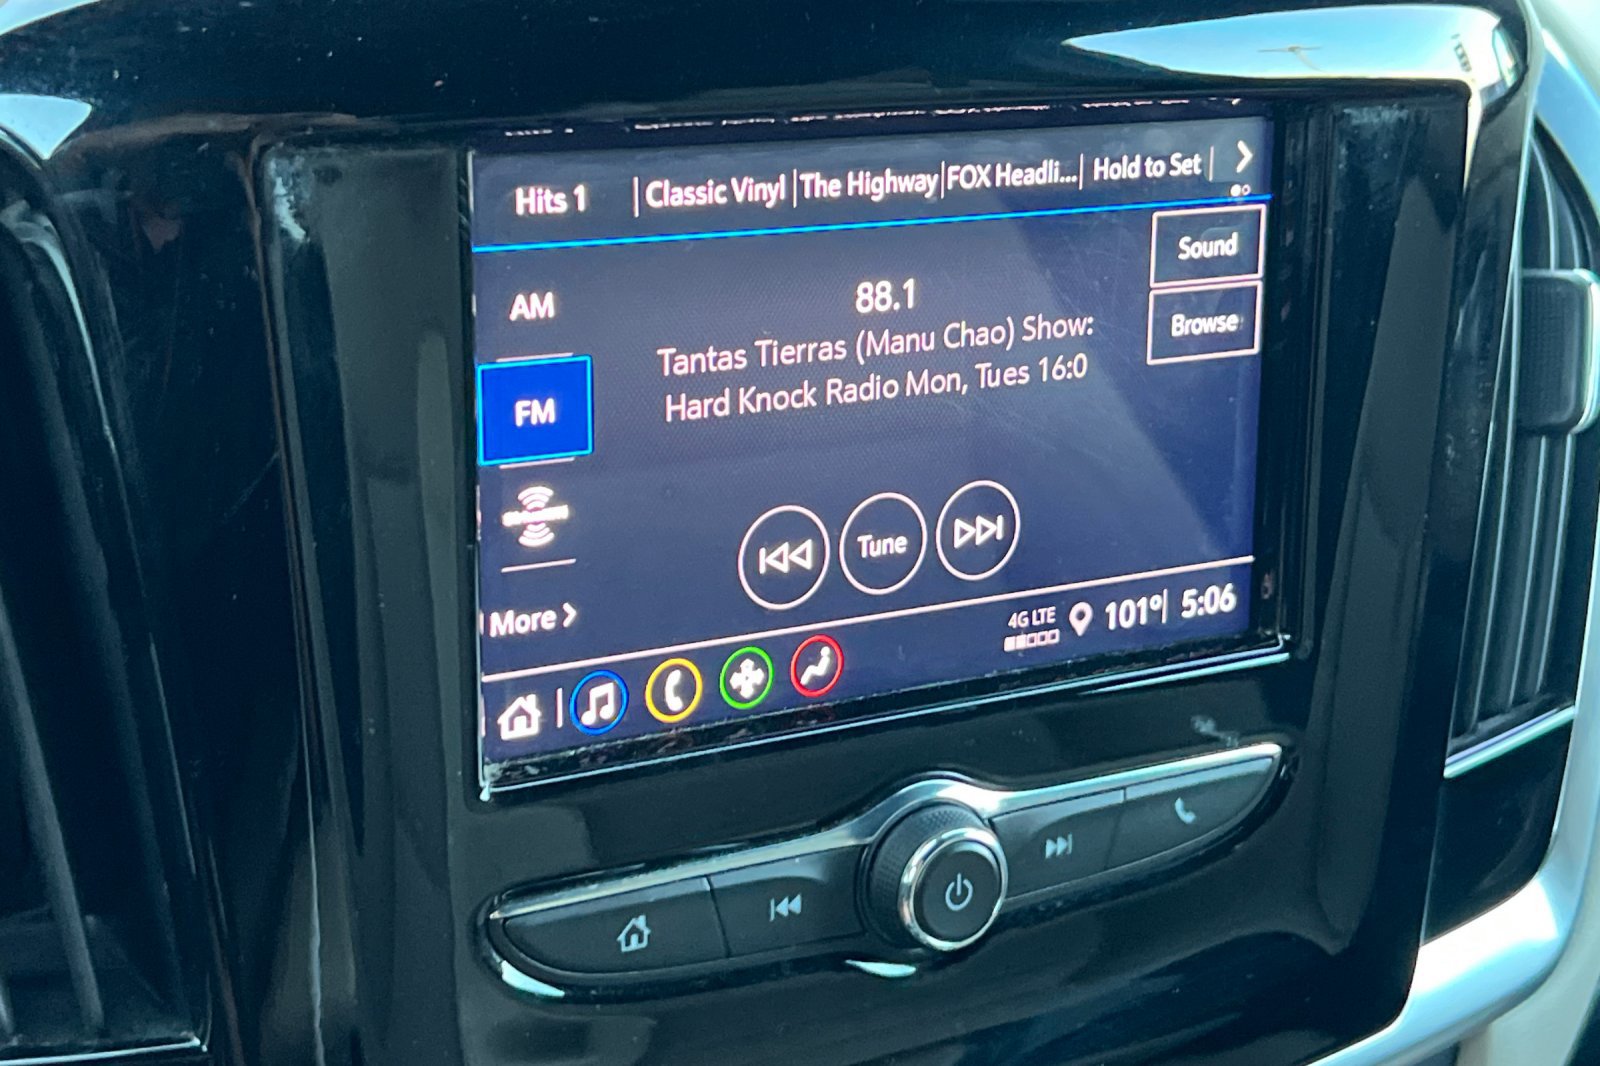 Hits 1 | Classic Vinyl | The Highway | FOX Headli... | Hold to Set |
Sound
AM
88.1
Browse
Tantas Tierras (Manu Chao) Show:
Hard Knock Radio Mon, Tues 16:0
FM
Tune
More
4G LTE 101° 5:06